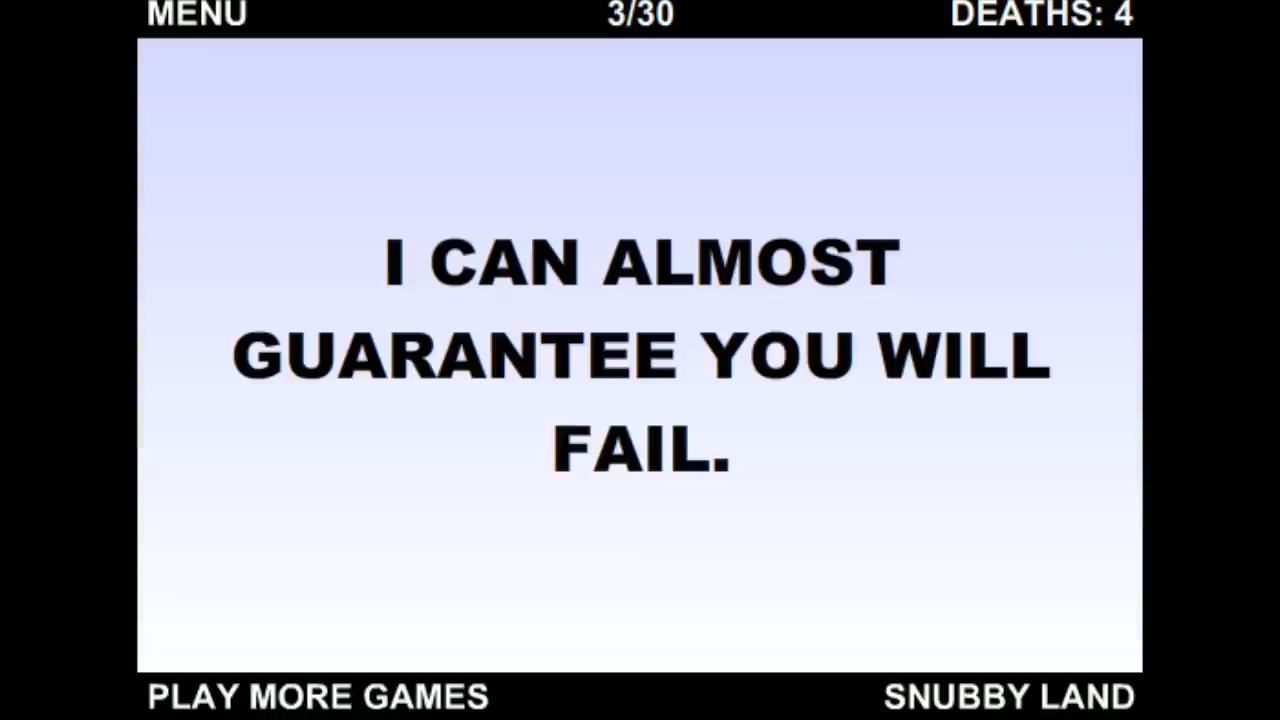 MENU 3/30 DEATHS: 4
I CAN ALMOST
GUARANTEE YOU WILL
FAIL.
PLAY MORE GAMES SNUBBY LAND